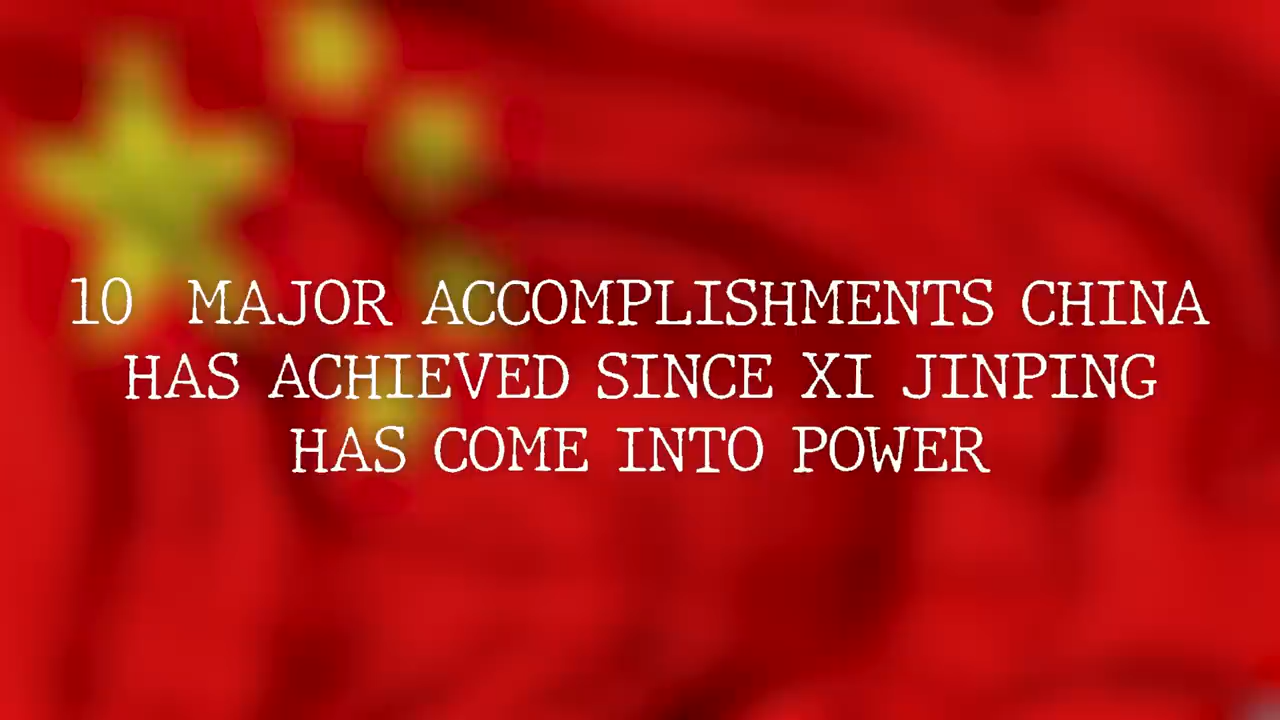 10 MAJOR ACCOMPLISHMENTS CHINA
HAS ACHIEVED SINCE XI JINPING
HAS COME INTO POWER